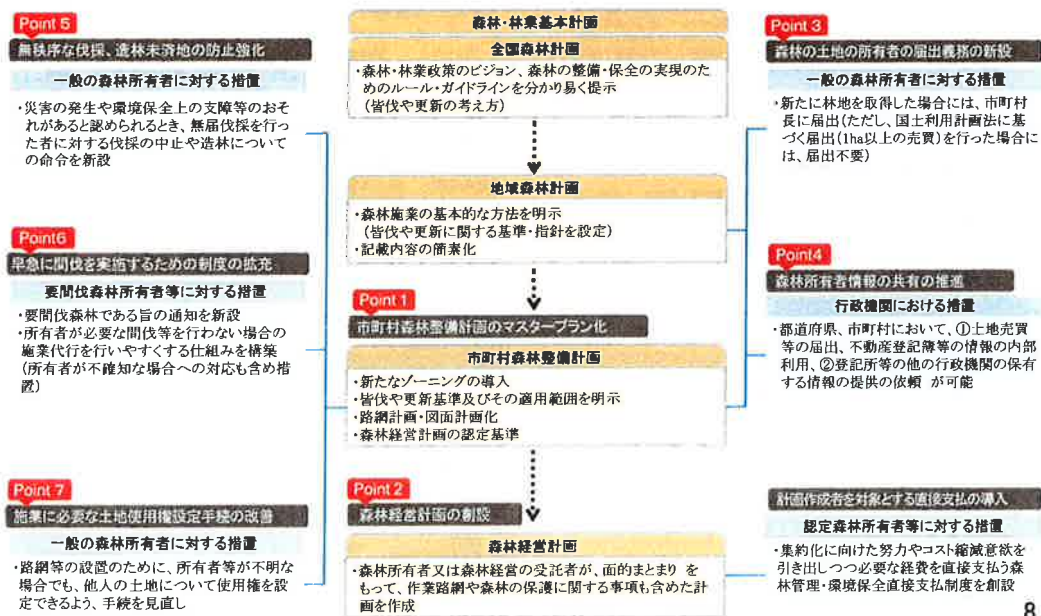 Point 5
無秩序な伐採、造林未済地の防止強化
一般の森林所有者に対する措置
・災害の発生や環境保全上の支障等のおそ
れがあると認められるとき、無届伐採を行っ
た者に対する伐採の中止や造林について
の命令を新設
Point6
早急に間伐を実施するための制度の拡充
要間伐森林所有者等に対する措置
・要間伐森林である旨の通知を新設
・所有者が必要な間伐等を行わない場合の
施業代行を行いやすくする仕組みを構築
(所有者が不確知な場合への対応も含め措
置)
Point 7
施業に必要な土地使用権設定手続の改善
一般の森林所有者に対する措置
・路網等の設置のために、所有者等が不明な
場合でも、他人の土地について使用権を設
定できるよう、手続を見直し
森林・林業基本計画
全国森林計画
・森林・林業政策のビジョン、森林の整備・保全の実現のた
めのルール・ガイドラインを分かり易く提示
(皆伐や更新の考え方)
地域森林計画
・森林施業の基本的な方法を明示
(皆伐や更新に関する基準・指針を設定)
・記載内容の簡素化
Point 1
市町村森林整備計画のマスタープラン化
市町村森林整備計画
・新たなゾーニングの導入
・皆伐や更新基準及びその適用範囲を明示
・路網計画・図面計画化
・森林経営計画の認定基準
Point 2
森林経営計画の創設
森林経営計画
・森林所有者又は森林経営の受託者が、面的まとまり を
もって、作業路網や森林の保護に関する事項も含めた計
画を作成
Point 3
森林の土地の所有者の届出義務の新設
一般の森林所有者に対する措置
・新たに林地を取得した場合には、市町村
長に届出(ただし、国土利用計画法に基
づく届出(1ha以上の売買)を行った場合に
は、届出不要)
Point4
森林所有者情報の共有の推進
行政機関における措置
・都道府県、市町村において、①土地売買
等の届出、不動産登記簿等の情報の内部
利用、②登記所等の他の行政機関の保有
する情報の提供の依頼 が可能
計画作成者を対象とする直接支払の導入
認定森林所有者等に対する措置
・集約化に向けた努力やコスト縮減意欲を
引き出しつつ必要な経費を直接支払う森
林管理・環境保全直接支払制度を創設
8